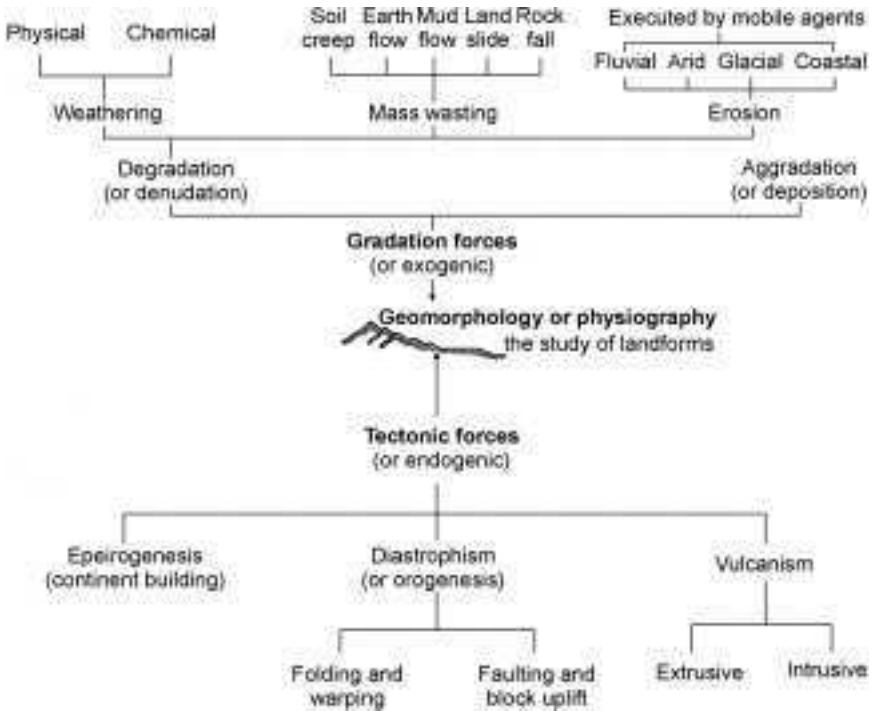 Physical
Chemical
Soil creep
Earth flow
Mud flow
Land slide
Rock fall
Executed by mobile agents
Fluvial Arid Glacial Coastal
Weathering
Mass wasting
Erosion
Degradation
(or denudation)
Aggradation
(or deposition)
Gradation forces
(or exogenic)
Geomorphology or physiography
the study of landforms
Tectonic forces
(or endogenic)
Epeirogenesis
(continent building)
Diastrophism
(or orogenesis)
Vulcanism
Folding and
warping
Faulting and
block uplift
Extrusive
Intrusive